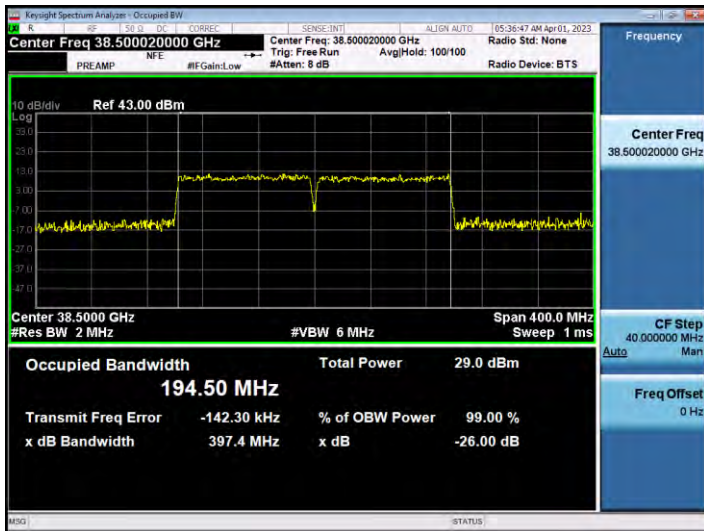 Keysight Spectrum Analyzer - Occupied BW
R RF 50 Ω DC CORREC SENSE:INT ALIGN AUTO 05:36:47 AM Apr 01, 2023
Center Freq 38.500020000 GHz Center Freq: 38.500020000 GHz Radio Std: None
NFE Trig: Free Run Avg|Hold: 100/100
PREAMP #IFGain:Low #Atten: 8 dB Radio Device: BTS
10 dB/div Ref 43.00 dBm
Log
33.0
23.0
13.0
3.00
-7.00
-17.0
-27.0
-37.0
-47.0
Center 38.5000 GHz Span 400.0 MHz
#Res BW 2 MHz #VBW 6 MHz Sweep 1 ms
Occupied Bandwidth Total Power 29.0 dBm
194.50 MHz
Transmit Freq Error -142.30 kHz % of OBW Power 99.00 %
x dB Bandwidth 397.4 MHz x dB -26.00 dB
MSG STATUS
Frequency
Center Freq
38.500020000 GHz
CF Step
40.000000 MHz
Auto Man
Freq Offset
0 Hz